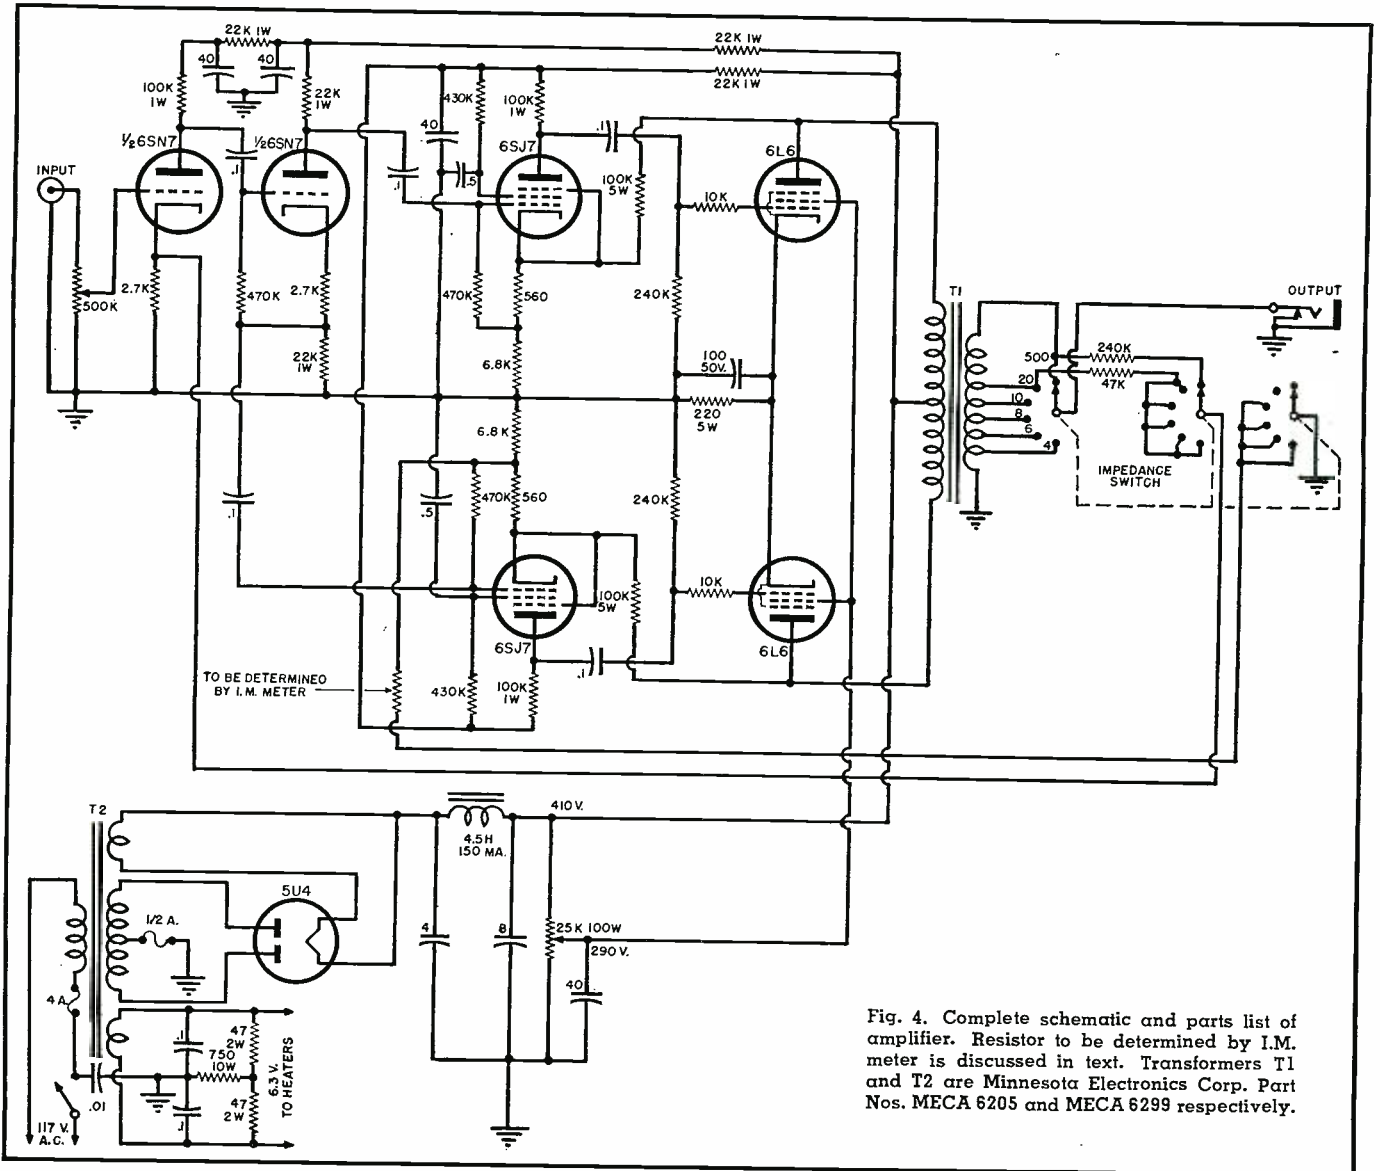 22K 1W
22K 1W
40
40
22K 1W
100K
1W
22K
1W
430K
100K
1W
40
.1
½6SN7
½6SN7
6SJ7
6L6
.1
INPUT
.1
.5
100K
5W
10K
500K
2.7K
470K
2.7K
470K
560
240K
T1
OUTPUT
22K
1W
6.8K
100
50V.
500
240K
20
47K
10
8
6
4
220
5W
6.8K
IMPEDANCE
SWITCH
.1
.5
470K
560
240K
10K
100K
5W
6SJ7
6L6
.1
TO BE DETERMINED
BY I.M. METER
430K
100K
1W
T2
410 V.
4.5H
150 MA.
5U4
1/2 A.
4
8
25K 100W
290 V.
40
4 A.
.1
47
2W
750
10W
47
2W
.1
6.3 V.
TO HEATERS
.01
117 V.
A.C.
Fig. 4. Complete schematic and parts list of
amplifier. Resistor to be determined by I.M.
meter is discussed in text. Transformers T1
and T2 are Minnesota Electronics Corp. Part
Nos. MECA 6205 and MECA 6299 respectively.